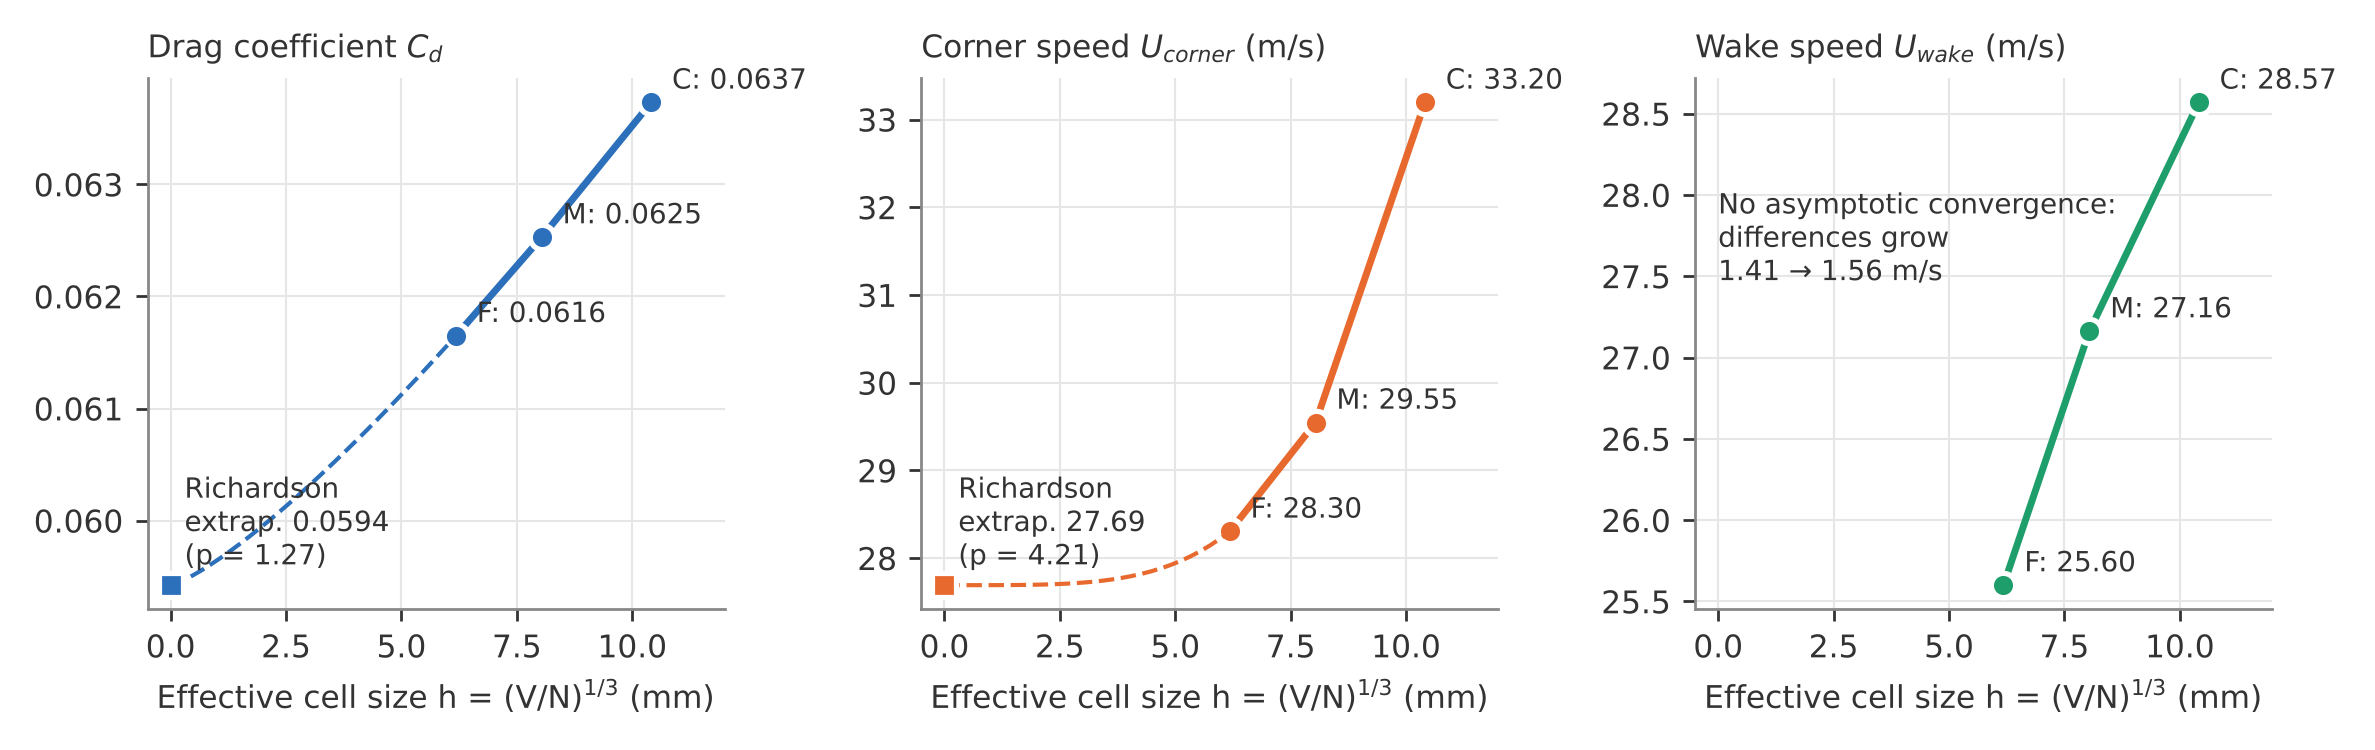 Drag coefficient C_d
C: 0.0637
M: 0.0625
F: 0.0616
Richardson
extrap. 0.0594
(p = 1.27)
0.063
0.062
0.061
0.060
0.0 2.5 5.0 7.5 10.0
Effective cell size h = (V/N)^{1/3} (mm)
Corner speed U_{corner} (m/s)
C: 33.20
M: 29.55
F: 28.30
Richardson
extrap. 27.69
(p = 4.21)
33
32
31
30
29
28
0.0 2.5 5.0 7.5 10.0
Effective cell size h = (V/N)^{1/3} (mm)
Wake speed U_{wake} (m/s)
C: 28.57
No asymptotic convergence:
differences grow
1.41 → 1.56 m/s
M: 27.16
F: 25.60
28.5
28.0
27.5
27.0
26.5
26.0
25.5
0.0 2.5 5.0 7.5 10.0
Effective cell size h = (V/N)^{1/3} (mm)